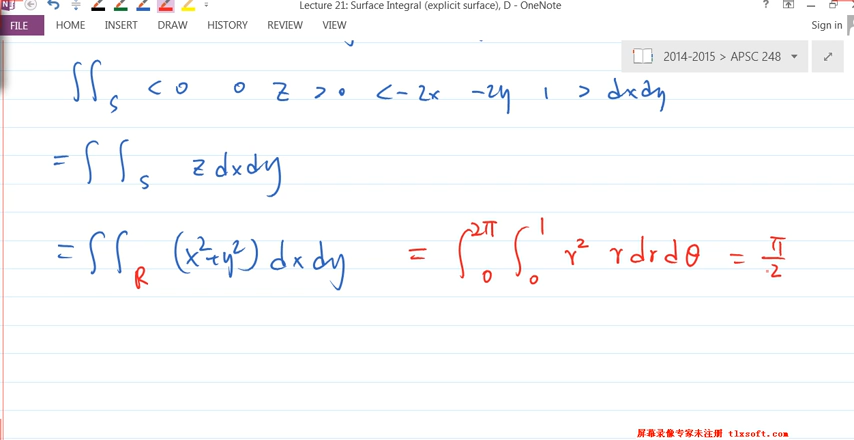 Lecture 21: Surface Integral (explicit surface), D - OneNote
FILE HOME INSERT DRAW HISTORY REVIEW VIEW Sign in
2014-2015 > APSC 248
∬_S < 0 0 z > • < -2x -2y 1 > dxdy
= ∬_S z dxdy
= ∬_R (x²+y²) dxdy = ∫_0^{2π} ∫_0^1 r² r dr dθ = π/2
屏幕录像专家未注册 tlxsoft.com